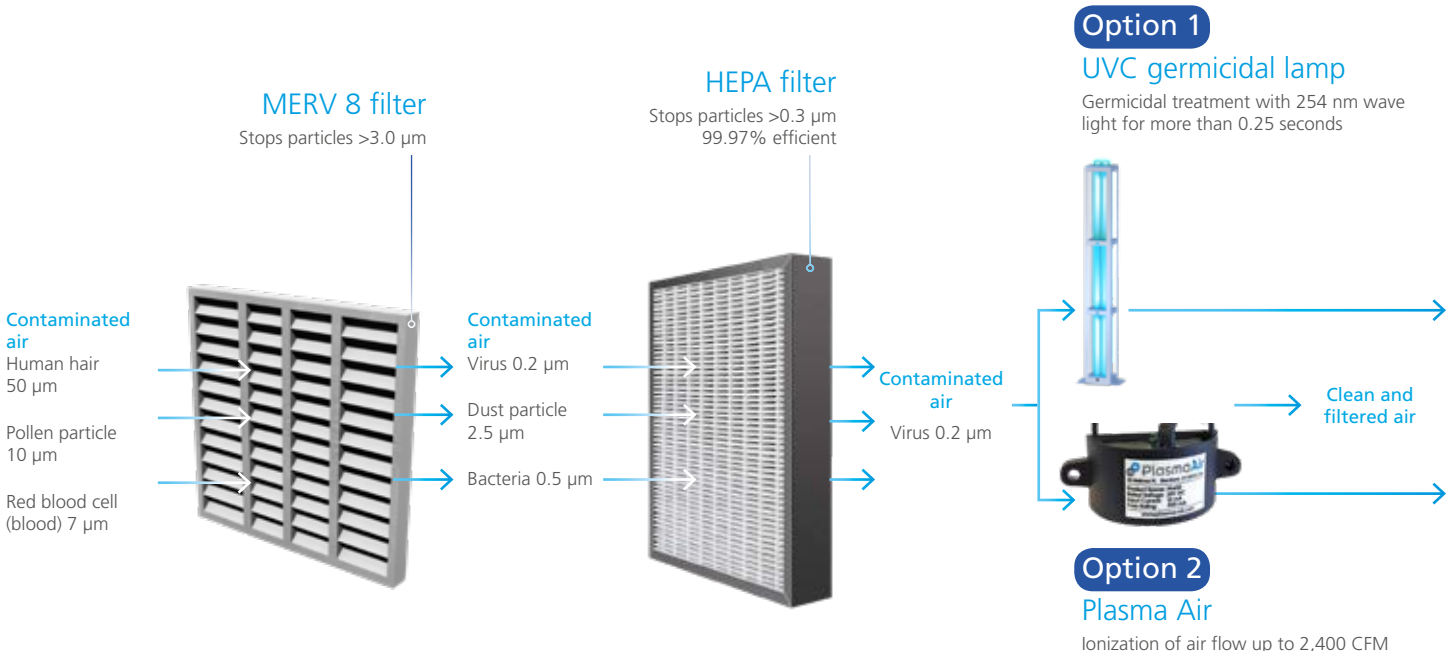 Option 1
UVC germicidal lamp
Germicidal treatment with 254 nm wave
light for more than 0.25 seconds
MERV 8 filter
Stops particles >3.0 µm
HEPA filter
Stops particles >0.3 µm
99.97% efficient
Contaminated
air
Human hair
50 µm
Pollen particle
10 µm
Red blood cell
(blood) 7 µm
Contaminated
air
Virus 0.2 µm
Dust particle
2.5 µm
Bacteria 0.5 µm
Contaminated
air
Virus 0.2 µm
Clean and
filtered air
PlasmaAir
Option 2
Plasma Air
Ionization of air flow up to 2,400 CFM